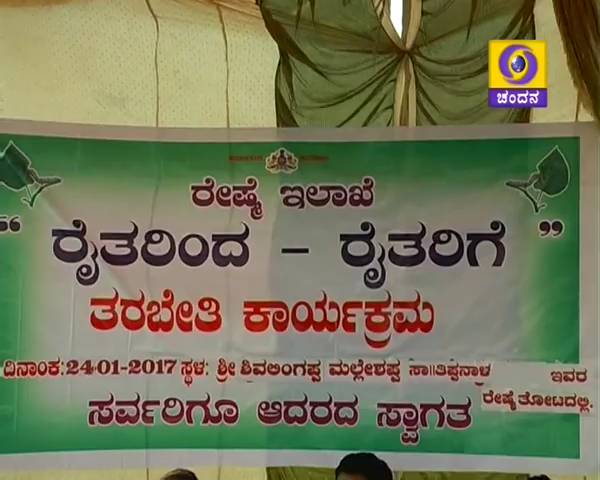 ಚಂದನ
ರೇಷ್ಮೆ ಇಲಾಖೆ
“ ರೈತರಿಂದ – ರೈತರಿಗೆ ”
ತರಬೇತಿ ಕಾರ್ಯಕ್ರಮ
ದಿನಾಂಕ:24-01-2017 ಸ್ಥಳ: ಶ್ರೀ ಶಿವಲಿಂಗಪ್ಪ ಮಲ್ಲೇಶಪ್ಪ ಇವರ
ರೇಷ್ಮೆ ತೋಟದಲ್ಲಿ.
ಸರ್ವರಿಗೂ ಆದರದ ಸ್ವಾಗತ